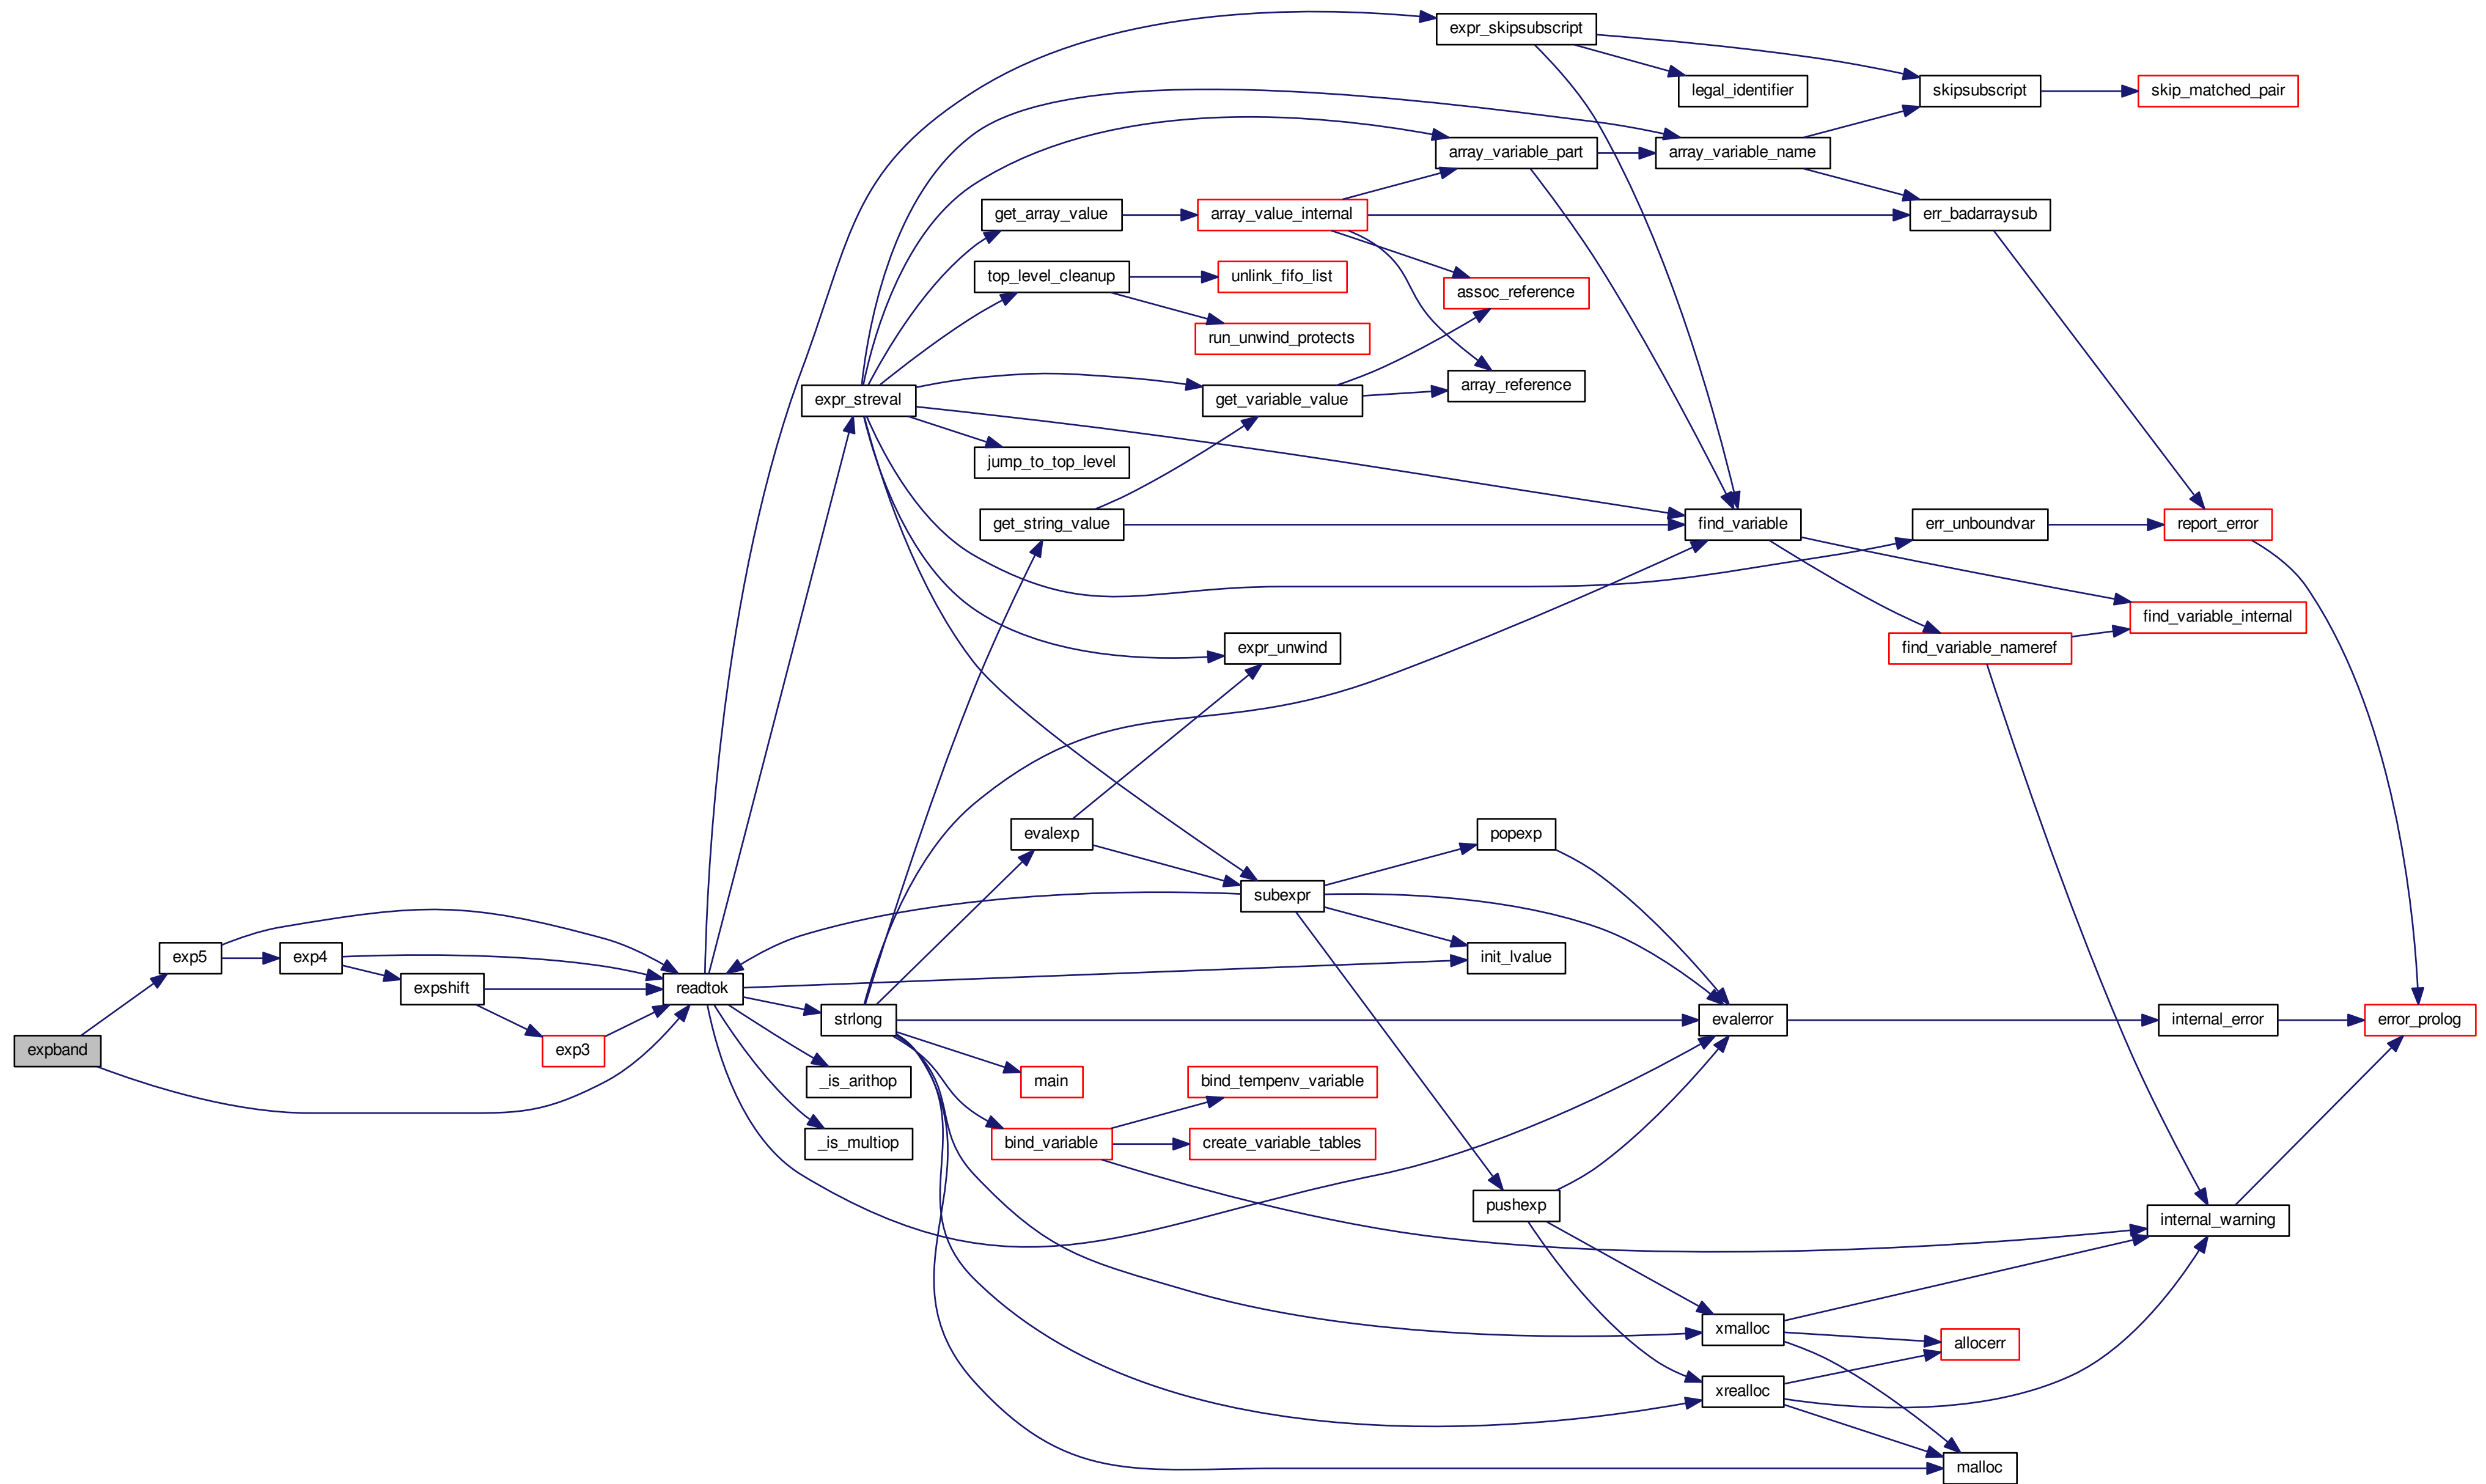 expr_skipsubscript
legal_identifier
skipsubscript
skip_matched_pair
array_variable_part
array_variable_name
get_array_value
array_value_internal
err_badarraysub
top_level_cleanup
unlink_fifo_list
assoc_reference
run_unwind_protects
expr_streval
get_variable_value
array_reference
jump_to_top_level
get_string_value
find_variable
err_unboundvar
report_error
find_variable_internal
expr_unwind
find_variable_nameref
evalexp
popexp
subexpr
exp5
exp4
init_lvalue
expshift
readtok
strlong
evalerror
internal_error
error_prolog
expband
exp3
_is_arithop
main
bind_tempenv_variable
_is_multiop
bind_variable
create_variable_tables
pushexp
internal_warning
xmalloc
allocerr
xrealloc
malloc